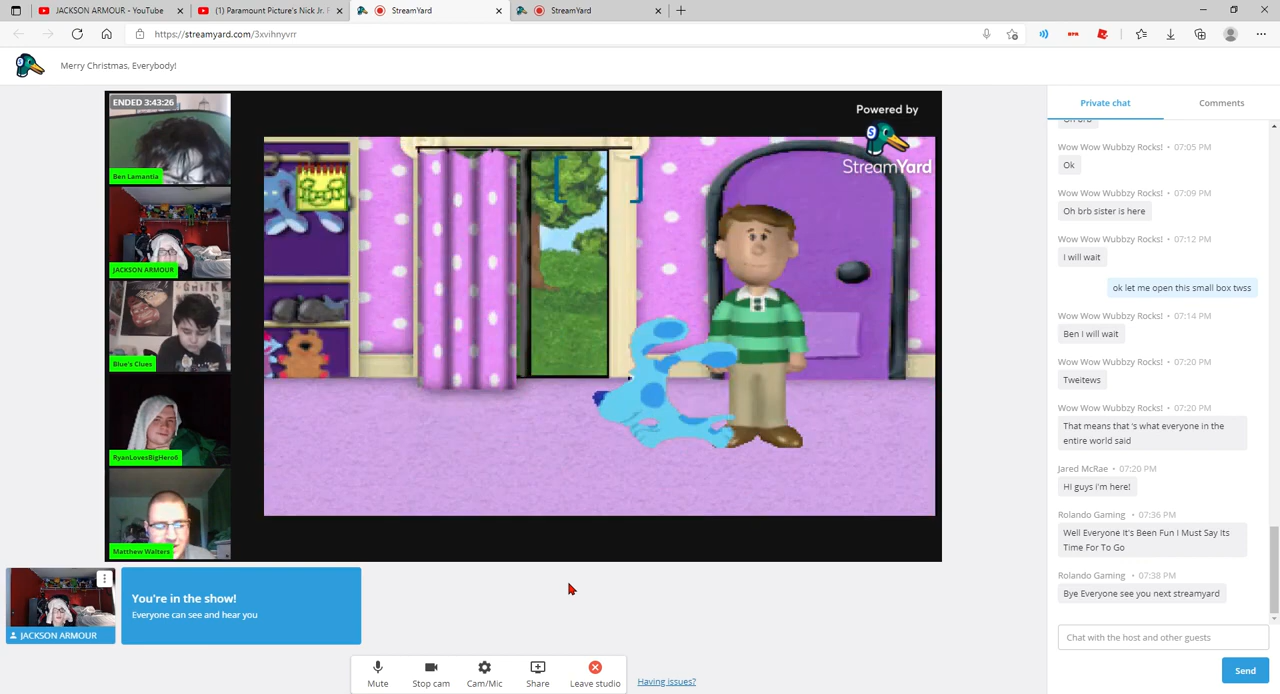 JACKSON ARMOUR - YouTube
(1) Paramount Picture's Nick Jr. F
StreamYard
StreamYard
https://streamyard.com/3xvihnyvrr
Merry Christmas, Everybody!
Private chat
Comments
ENDED 3:43:26
Ben Lamantia
JACKSON ARMOUR
Blue's Clues
RyanLovesBigHero6
Matthew Walters
Powered by
StreamYard
Wow Wow Wubbzy Rocks! • 07:05 PM
Ok
Wow Wow Wubbzy Rocks! • 07:09 PM
Oh brb sister is here
Wow Wow Wubbzy Rocks! • 07:12 PM
I will wait
ok let me open this small box twss
Wow Wow Wubbzy Rocks! • 07:14 PM
Ben I will wait
Wow Wow Wubbzy Rocks! • 07:20 PM
Tweitews
Wow Wow Wubbzy Rocks! • 07:20 PM
That means that 's what everyone in the
entire world said
Jared McRae • 07:20 PM
HI guys i'm here!
Rolando Gaming • 07:36 PM
Well Everyone It's Been Fun I Must Say Its
Time For To Go
Rolando Gaming • 07:38 PM
Bye Everyone see you next streamyard
Chat with the host and other guests
Send
JACKSON ARMOUR
You're in the show!
Everyone can see and hear you
Mute
Stop cam
Cam/Mic
Share
Leave studio
Having issues?